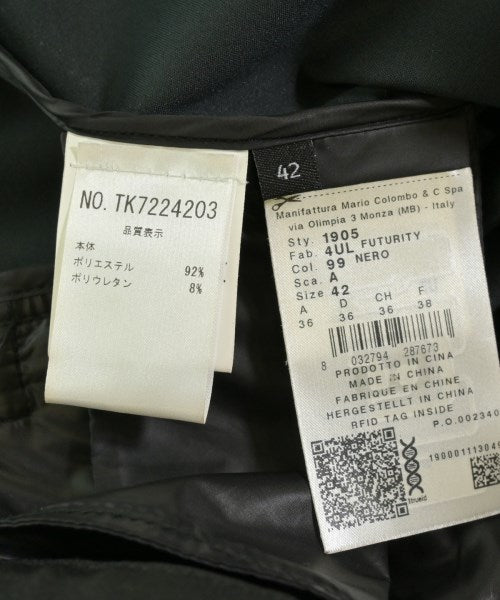 NO. TK7224203
品質表示
本体
ポリエステル 92%
ポリウレタン 8%
42
Manifattura Mario Colombo & C Spa
via Olimpia 3 Monza (MB) - Italy
Sty. 1905
Fab. 4UL FUTURITY
Col. 99 NERO
Sca. A
Size 42
A D CH F
36 36 36 38
8 032794 287673
PRODOTTO IN CINA
MADE IN CHINA
FABRIQUE EN CHINE
HERGESTELLT IN CHINA
RFID TAG INSIDE
P.O.002340
190001113045